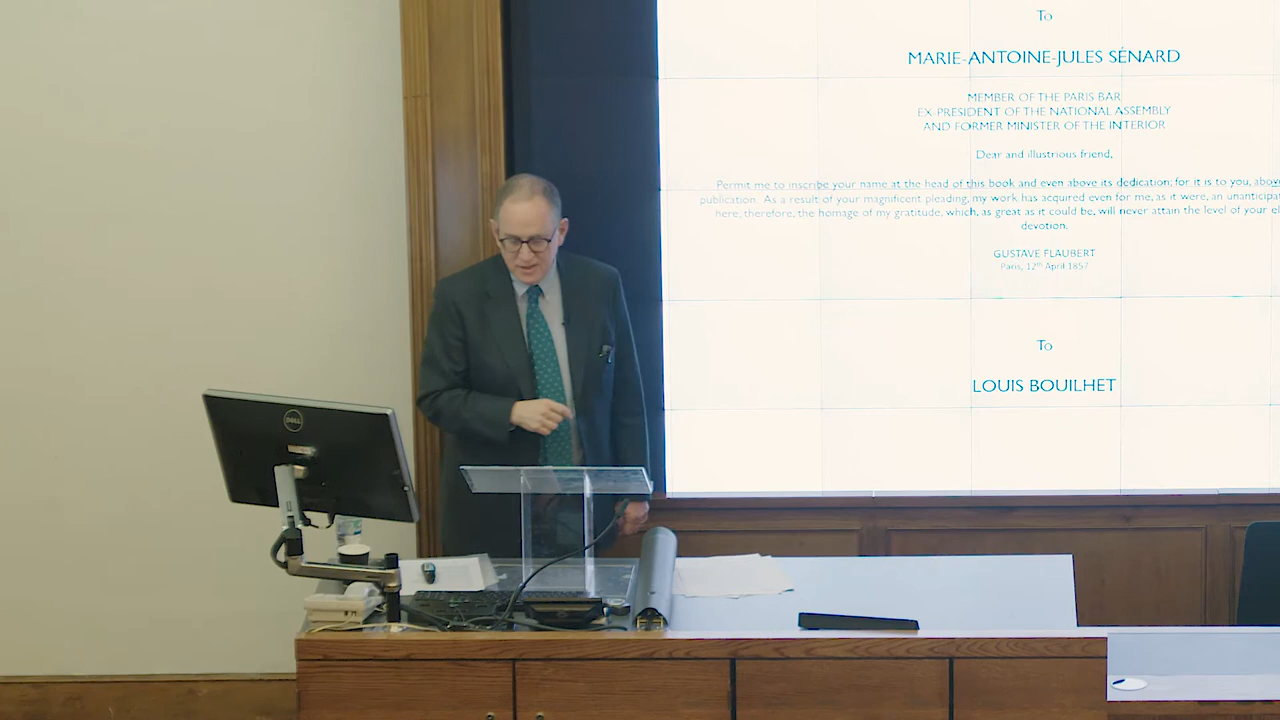 To
MARIE-ANTOINE-JULES SÉNARD
MEMBER OF THE PARIS BAR,
EX-PRESIDENT OF THE NATIONAL ASSEMBLY
AND FORMER MINISTER OF THE INTERIOR
Dear and illustrious friend,
Permit me to inscribe your name at the head of this book and even above its dedication; for it is to you,
publication. As a result of your magnificent pleading, my work has acquired even for me, as it were, an
here, therefore, the homage of my gratitude, which, as great as it could be, will never attain the level of your
devotion.
GUSTAVE FLAUBERT
Paris, 12th April 1857
To
LOUIS BOUILHET
DELL